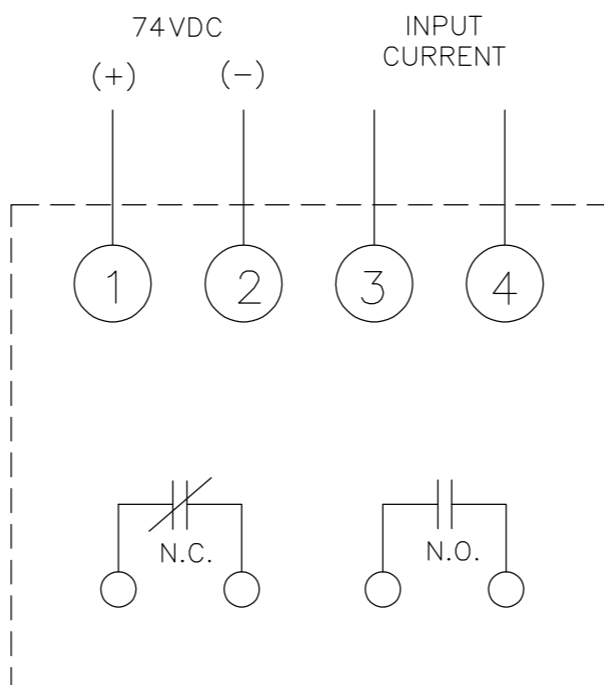 74VDC
INPUT
CURRENT
(+)
(-)
1
2
3
4
N.C.
N.O.